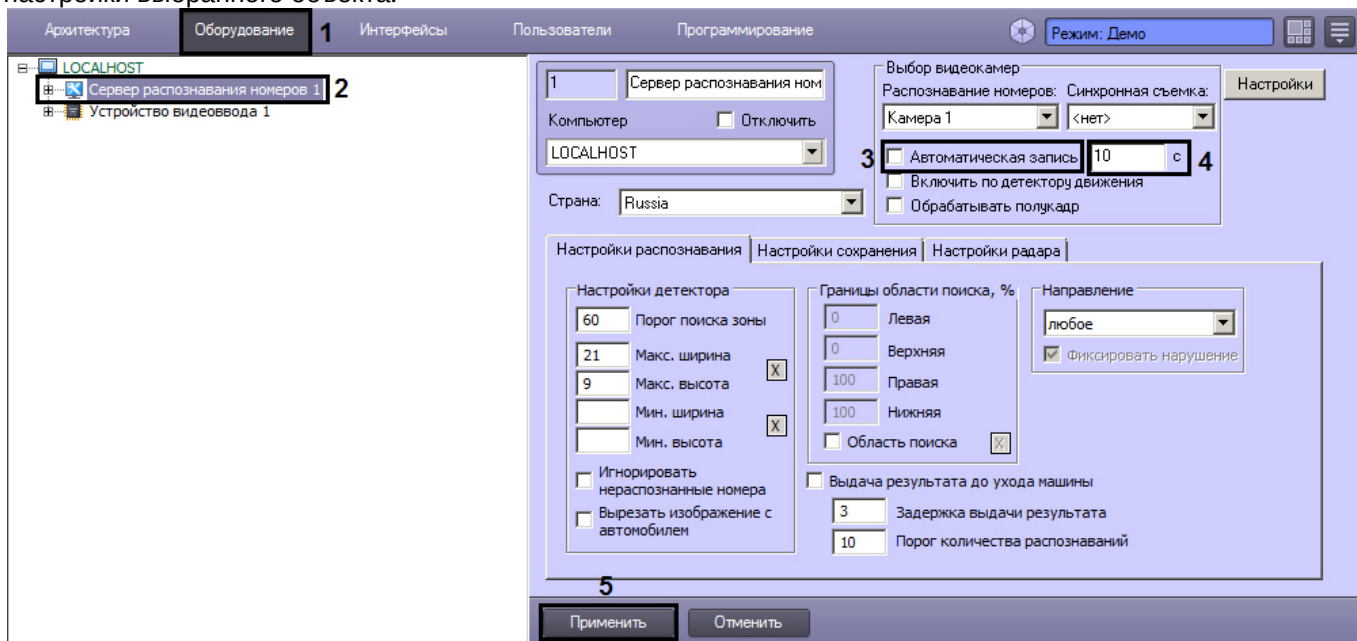 настройки выбранного объекта.
Архитектура Оборудование 1 Интерфейсы Пользователи Программирование Режим: Демо
LOCALHOST
Сервер распознавания номеров 1 2
Устройство видеоввода 1
1 Сервер распознавания ном
Компьютер Отключить
LOCALHOST
Страна: Russia
Выбор видеокамер
Распознавание номеров: Синхронная съемка:
Камера 1 <нет>
3 Автоматическая запись 10 с 4
Включить по детектору движения
Обрабатывать полукадр
Настройки
Настройки распознавания Настройки сохранения Настройки радара
Настройки детектора
60 Порог поиска зоны
21 Макс. ширина
X
9 Макс. высота
Мин. ширина
X
Мин. высота
Игнорировать
нераспознанные номера
Вырезать изображение с
автомобилем
Границы области поиска, %
0 Левая
0 Верхняя
100 Правая
100 Нижняя
Область поиска X
Направление
любое
Фиксировать нарушение
Выдача результата до ухода машины
3 Задержка выдачи результата
10 Порог количества распознаваний
5
Применить Отменить